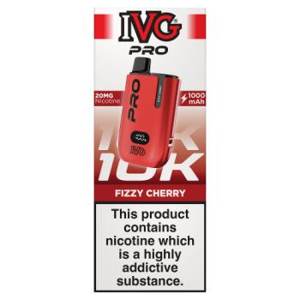 IVG
PRO
20MG
Nicotine
1000
mAh
PRO
IVG
10K
FIZZY CHERRY
This product
contains
nicotine which
is a highly
addictive
substance.